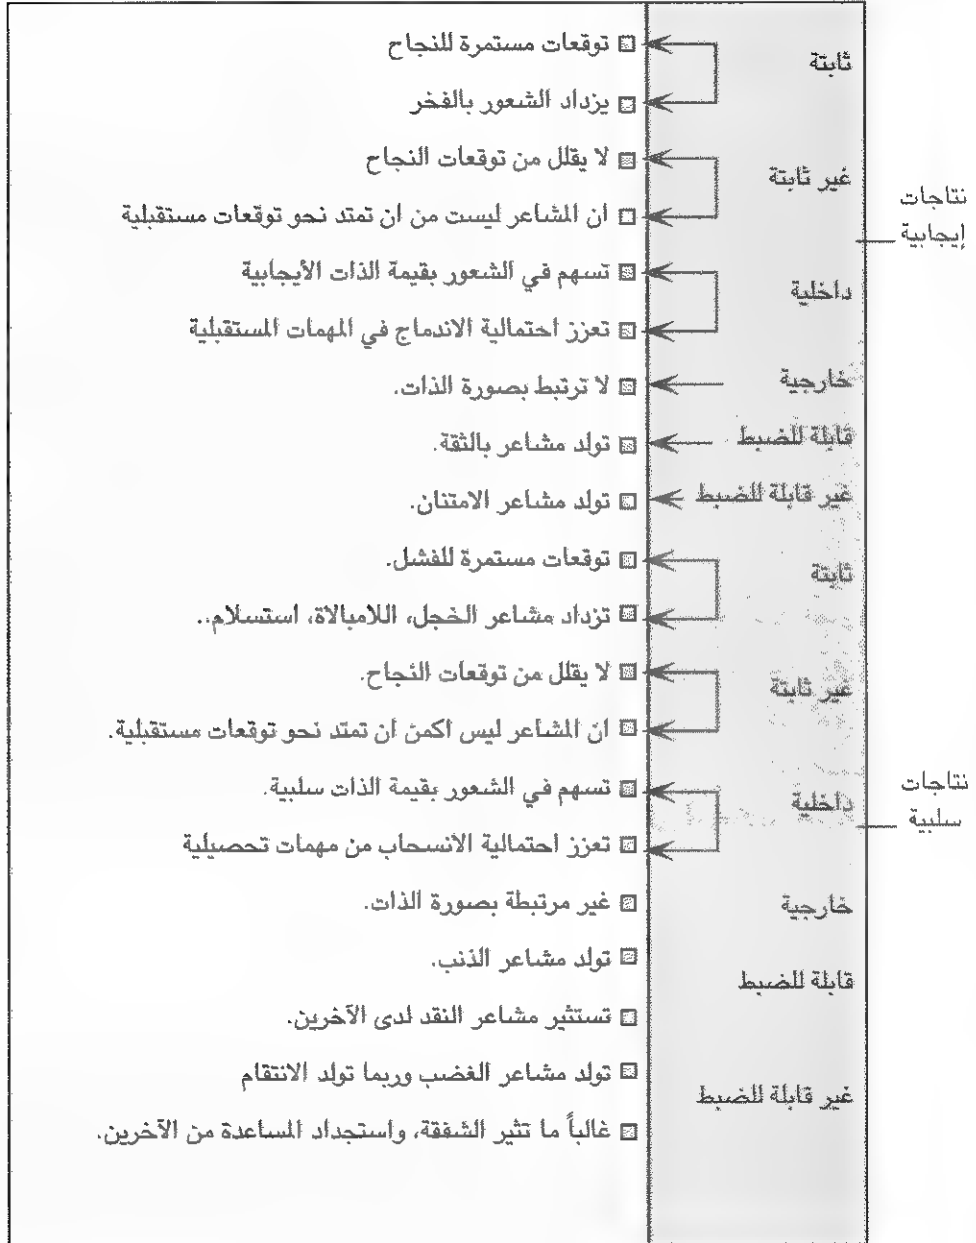 ثابتة
توقعات مستمرة للنجاح
يزداد الشعور بالفخر
غير ثابتة
لا يقلل من توقعات النجاح
ان المشاعر ليست من ان تمتد نحو توقعات مستقبلية
نتاجات
إيجابية
داخلية
تسهم في الشعور بقيمة الذات الأيجابية
تعزز احتمالية الاندماج في المهمات المستقبلية
خارجية
لا ترتبط بصورة الذات.
قابلة للضبط
تولد مشاعر بالثقة.
غير قابلة للضبط
تولد مشاعر الامتنان.
ثابتة
توقعات مستمرة للفشل.
تزداد مشاعر الخجل، اللامبالاة، استسلام..
غير ثابتة
لا يقلل من توقعات النجاح.
ان المشاعر ليس اكمن ان تمتد نحو توقعات مستقبلية.
نتاجات
سلبية
داخلية
تسهم في الشعور بقيمة الذات سلبية.
تعزز احتمالية الانسحاب من مهمات تحصيلية
خارجية
غير مرتبطة بصورة الذات.
قابلة للضبط
تولد مشاعر الذنب.
تستثير مشاعر النقد لدى الآخرين.
غير قابلة للضبط
تولد مشاعر الغضب وربما تولد الانتقام
غالباً ما تثير الشفقة، واستجداد المساعدة من الآخرين.